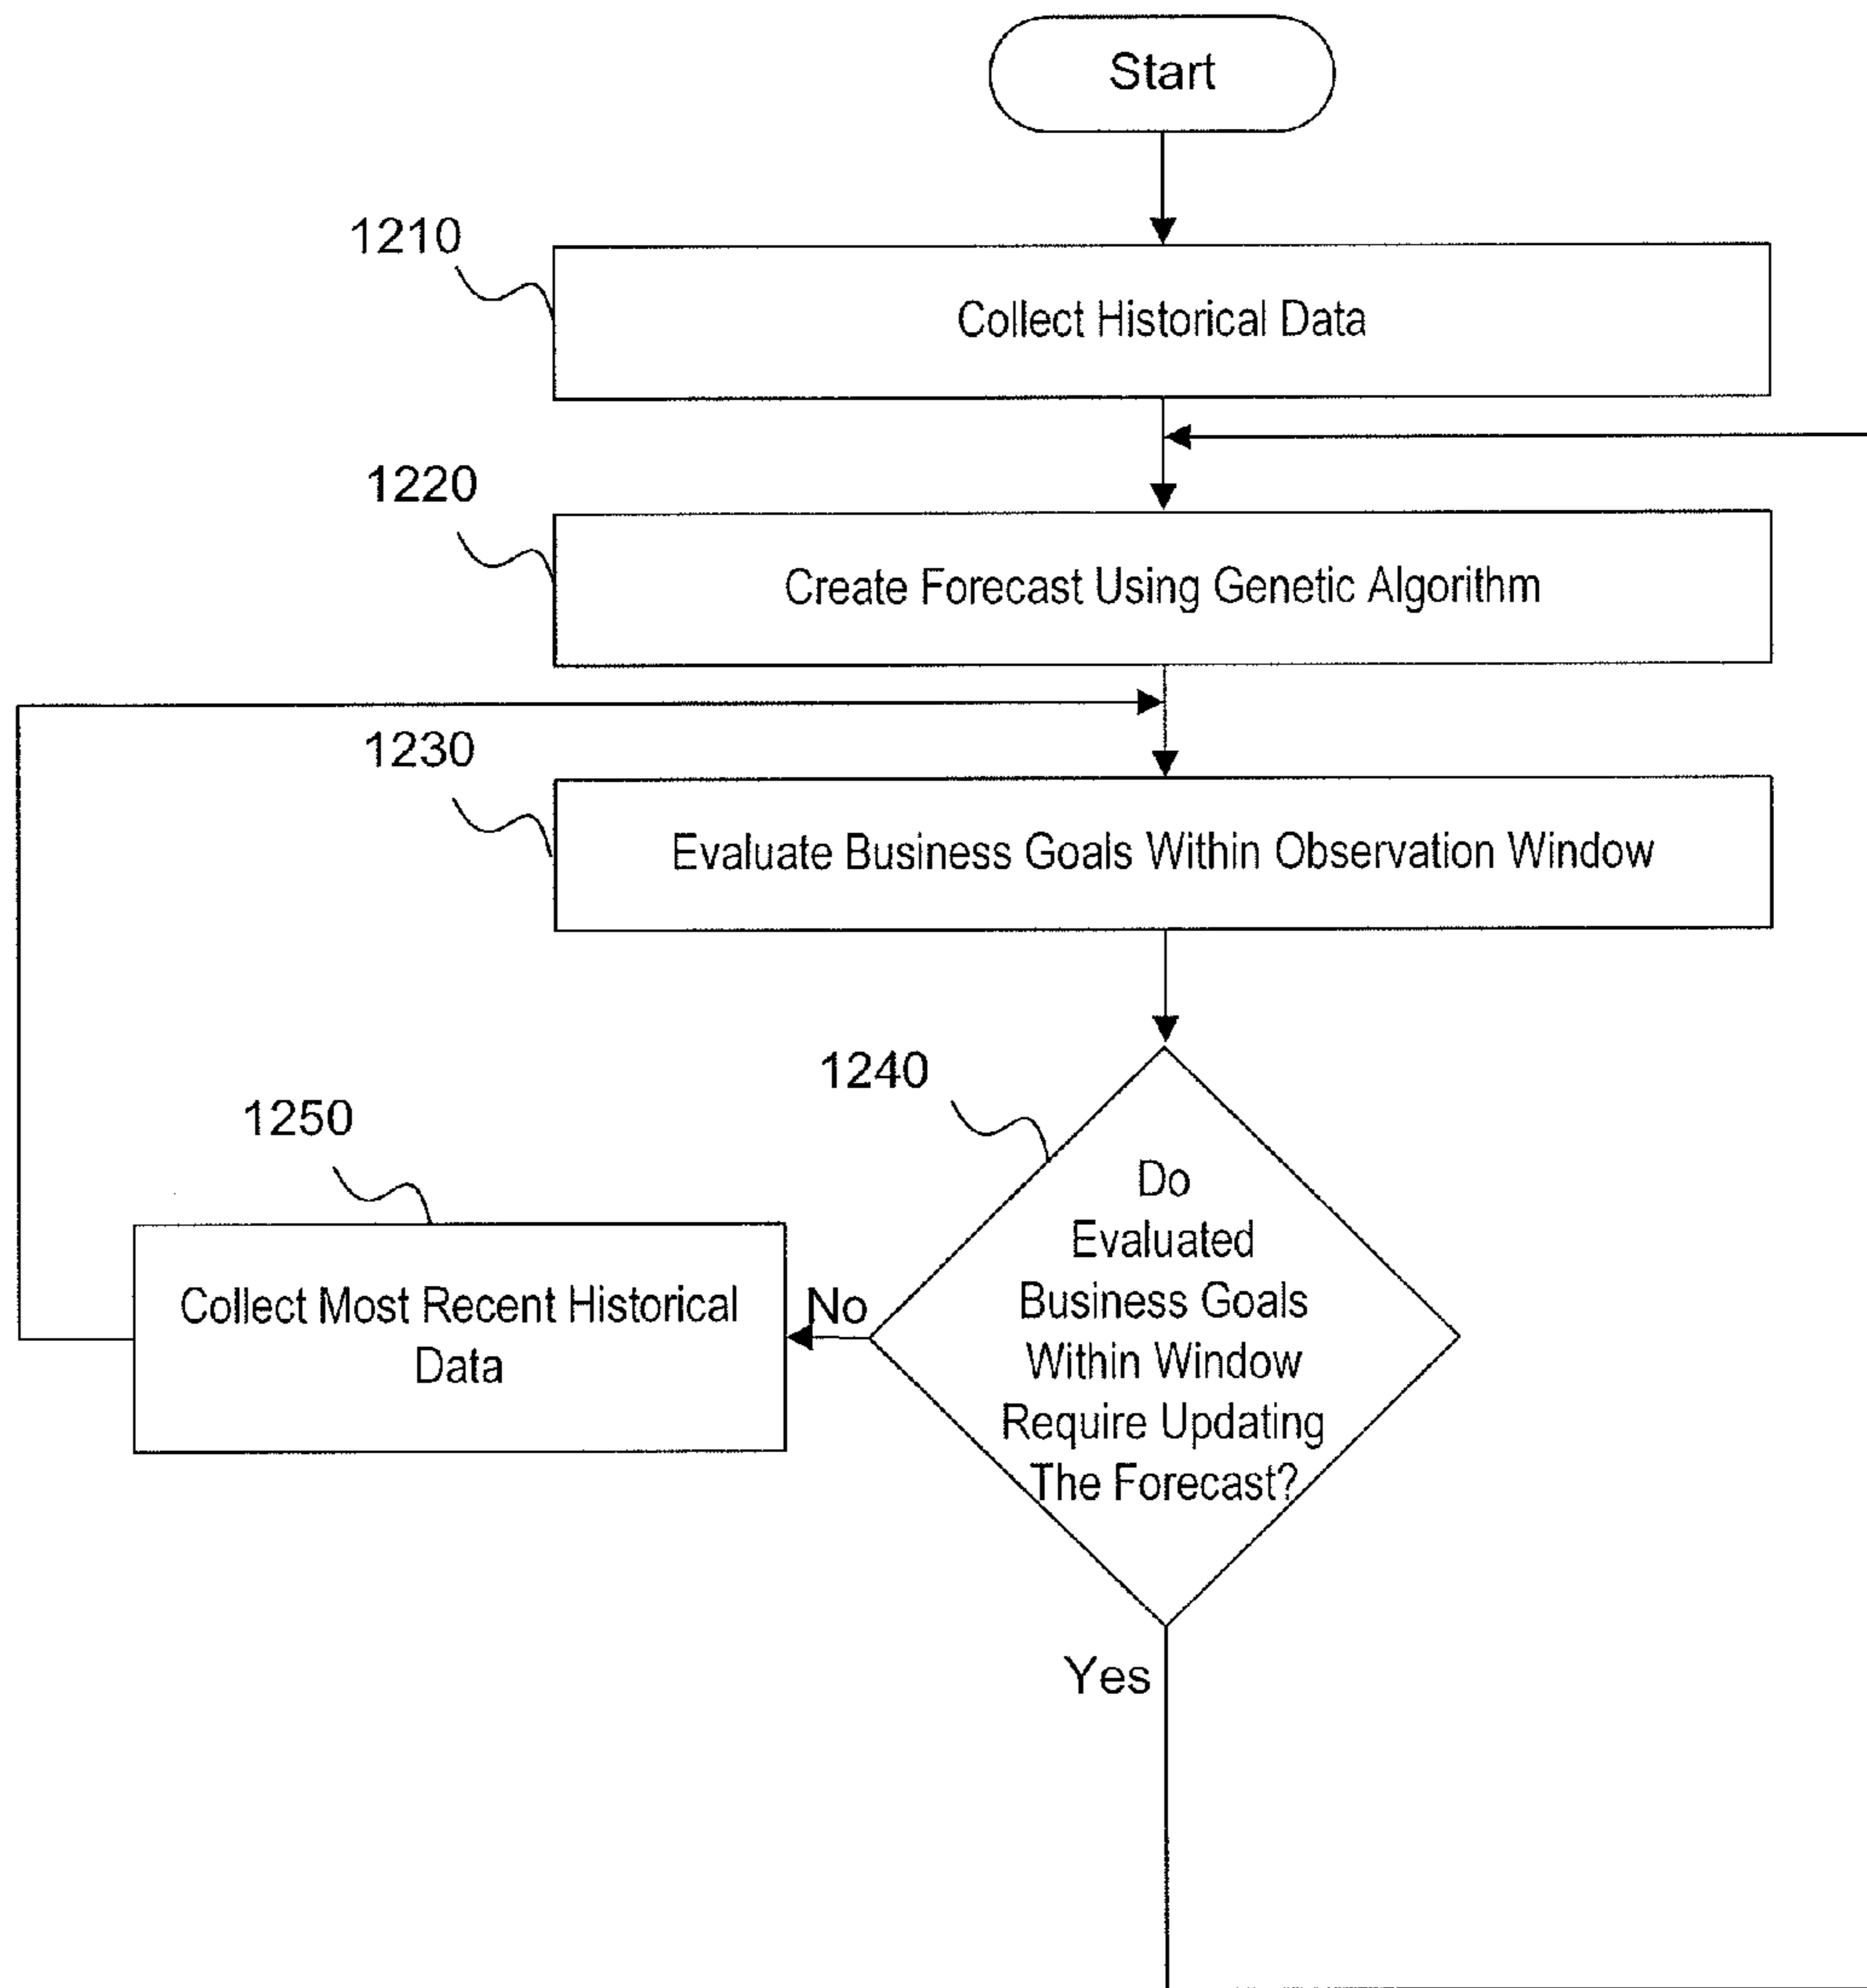 Start
1210
Collect Historical Data
1220
Create Forecast Using Genetic Algorithm
1230
Evaluate Business Goals Within Observation Window
1240
Do
Evaluated
Business Goals
Within Window
Require Updating
The Forecast?
1250
No
Collect Most Recent Historical
Data
Yes